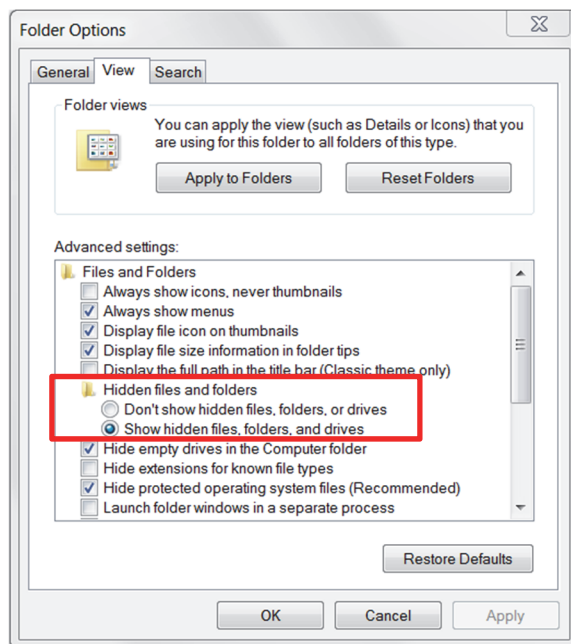 Folder Options
General View Search
Folder views
You can apply the view (such as Details or Icons) that you
are using for this folder to all folders of this type.
Apply to Folders Reset Folders
Advanced settings:
Files and Folders
Always show icons, never thumbnails
Always show menus
Display file icon on thumbnails
Display file size information in folder tips
Display the full path in the title bar (Classic theme only)
Hidden files and folders
Don't show hidden files, folders, or drives
Show hidden files, folders, and drives
Hide empty drives in the Computer folder
Hide extensions for known file types
Hide protected operating system files (Recommended)
Launch folder windows in a separate process
Restore Defaults
OK Cancel Apply